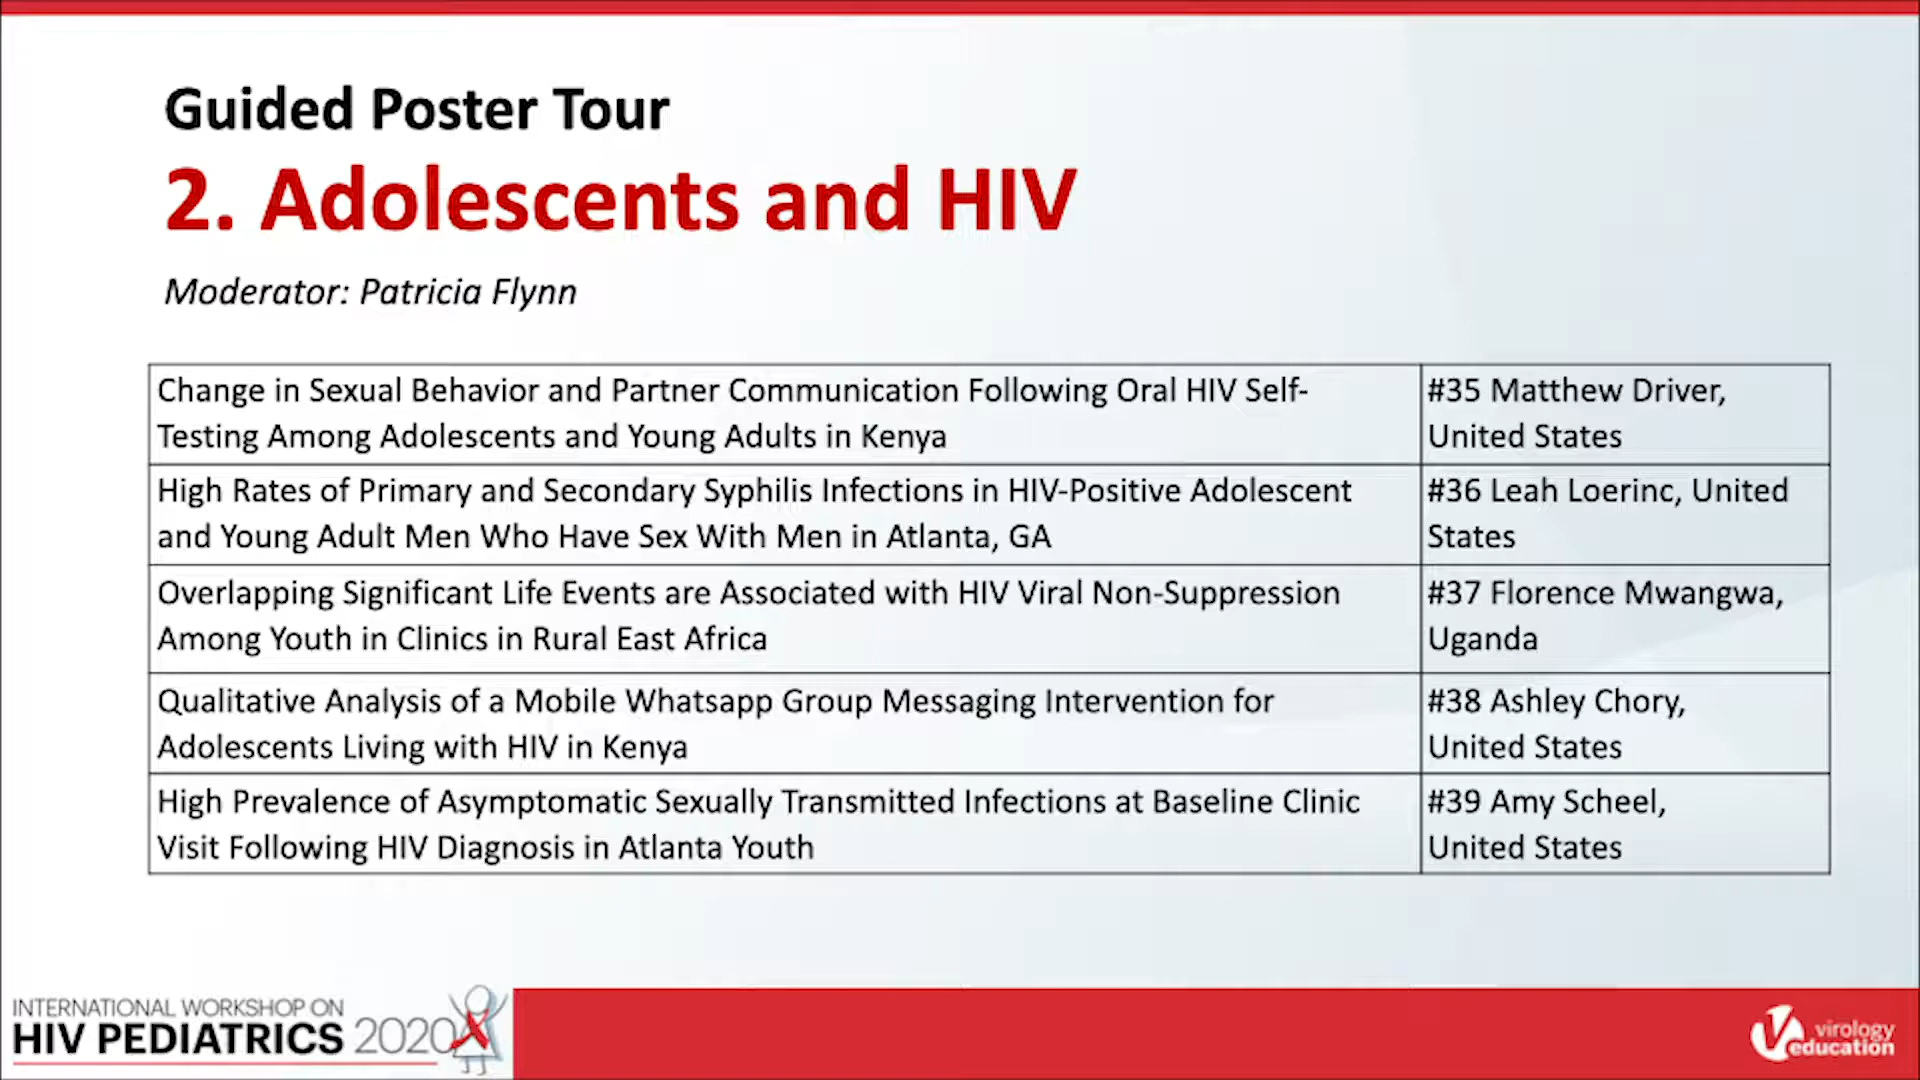 Guided Poster Tour
2. Adolescents and HIV
Moderator: Patricia Flynn
Change in Sexual Behavior and Partner Communication Following Oral HIV Self-
Testing Among Adolescents and Young Adults in Kenya
#35 Matthew Driver,
United States
High Rates of Primary and Secondary Syphilis Infections in HIV-Positive Adolescent
and Young Adult Men Who Have Sex With Men in Atlanta, GA
#36 Leah Loerinc, United
States
Overlapping Significant Life Events are Associated with HIV Viral Non-Suppression
Among Youth in Clinics in Rural East Africa
#37 Florence Mwangwa,
Uganda
Qualitative Analysis of a Mobile Whatsapp Group Messaging Intervention for
Adolescents Living with HIV in Kenya
#38 Ashley Chory,
United States
High Prevalence of Asymptomatic Sexually Transmitted Infections at Baseline Clinic
Visit Following HIV Diagnosis in Atlanta Youth
#39 Amy Scheel,
United States
INTERNATIONAL WORKSHOP ON
HIV PEDIATRICS 2020
virology
education